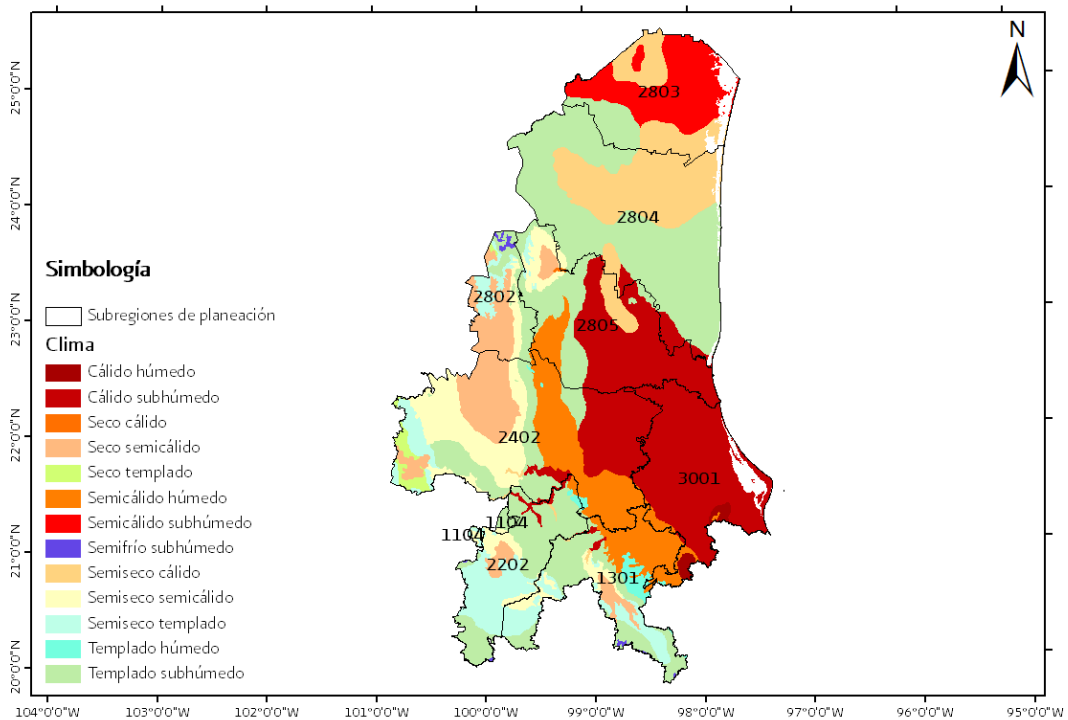 N
25°0'0"N
24°0'0"N
23°0'0"N
22°0'0"N
21°0'0"N
20°0'0"N
2803
2804
2802
2805
2402
3001
1104
1104
2202
1301
Simbología
Subregiones de planeación
Clima
Cálido húmedo
Cálido subhúmedo
Seco cálido
Seco semicálido
Seco templado
Semicálido húmedo
Semicálido subhúmedo
Semifrío subhúmedo
Semiseco cálido
Semiseco semicálido
Semiseco templado
Templado húmedo
Templado subhúmedo
104°0'0"W
103°0'0"W
102°0'0"W
101°0'0"W
100°0'0"W
99°0'0"W
98°0'0"W
97°0'0"W
96°0'0"W
95°0'0"W